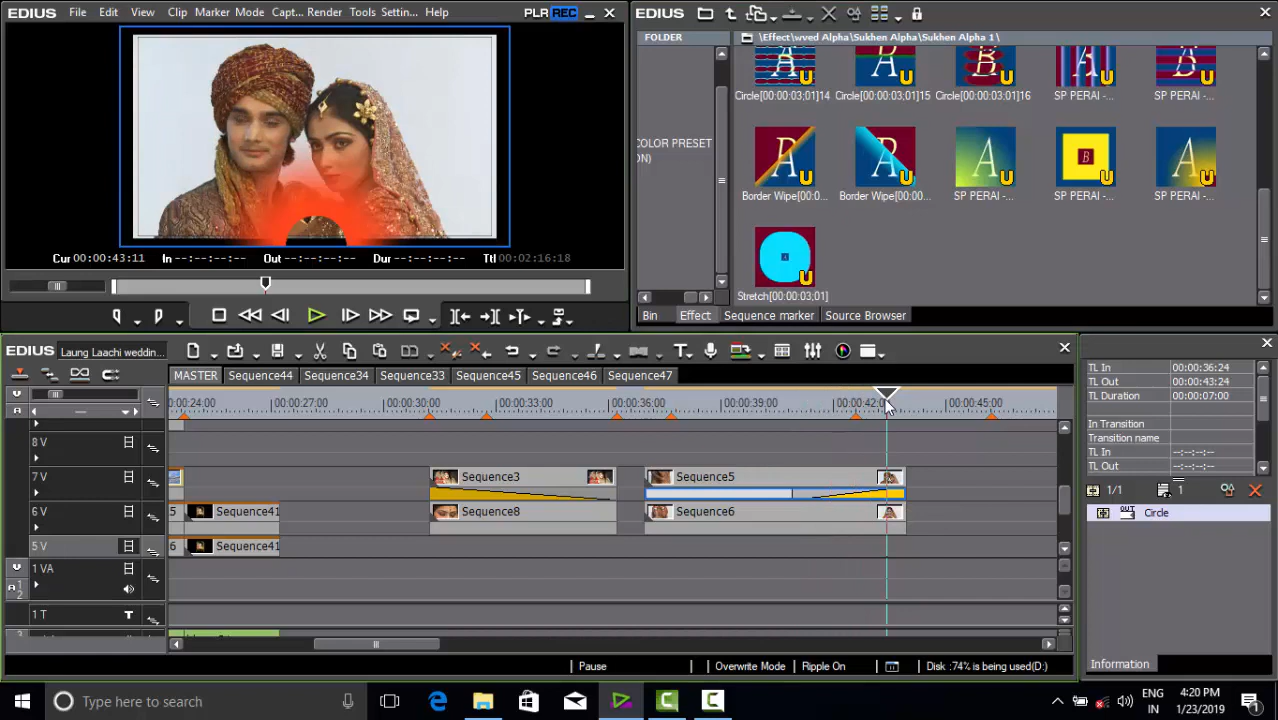 EDIUS File Edit View Clip Marker Mode Capt... Render Tools Settin... Help PLR REC
Cur 00:00:43:11 In --:--:--:-- Out --:--:--:-- Dur --:--:--:-- Ttl 00:02:16:18
EDIUS
FOLDER \Effect\wved Alpha\Sukhen Alpha\Sukhen Alpha 1\
COLOR PRESET
ON)
Circle[00:00:03;01]14 Circle[00:00:03;01]15 Circle[00:00:03;01]16 SP PERAI -... SP PERAI -...
Border Wipe[00:0... Border Wipe[00:0... SP PERAI -... SP PERAI -... SP PERAI -...
Stretch[00:00:03;01]
Bin Effect Sequence marker Source Browser
EDIUS Laung Laachi weddin...
MASTER Sequence44 Sequence34 Sequence33 Sequence45 Sequence46 Sequence47
00:00:24:00 00:00:27:00 00:00:30:00 00:00:33:00 00:00:36:00 00:00:39:00 00:00:42:00 00:00:45:00
8 V
7 V Sequence3 Sequence5
6 V 5 Sequence41 Sequence8 Sequence6
5 V 6 Sequence41
1 VA
A 1 2
1 T
3
Pause Overwrite Mode Ripple On Disk :74% is being used(D:)
TL In 00:00:36:24
TL Out 00:00:43:24
TL Duration 00:00:07:00
In Transition ----
Transition name
TL In --:--:--:--
TL Out --:--:--:--
1/1 1
OUT Circle
Information
Type here to search
ENG
IN
4:20 PM
1/23/2019
1